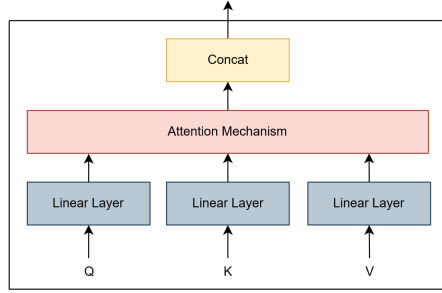 Concat
Attention Mechanism
Linear Layer Linear Layer Linear Layer
Q K V